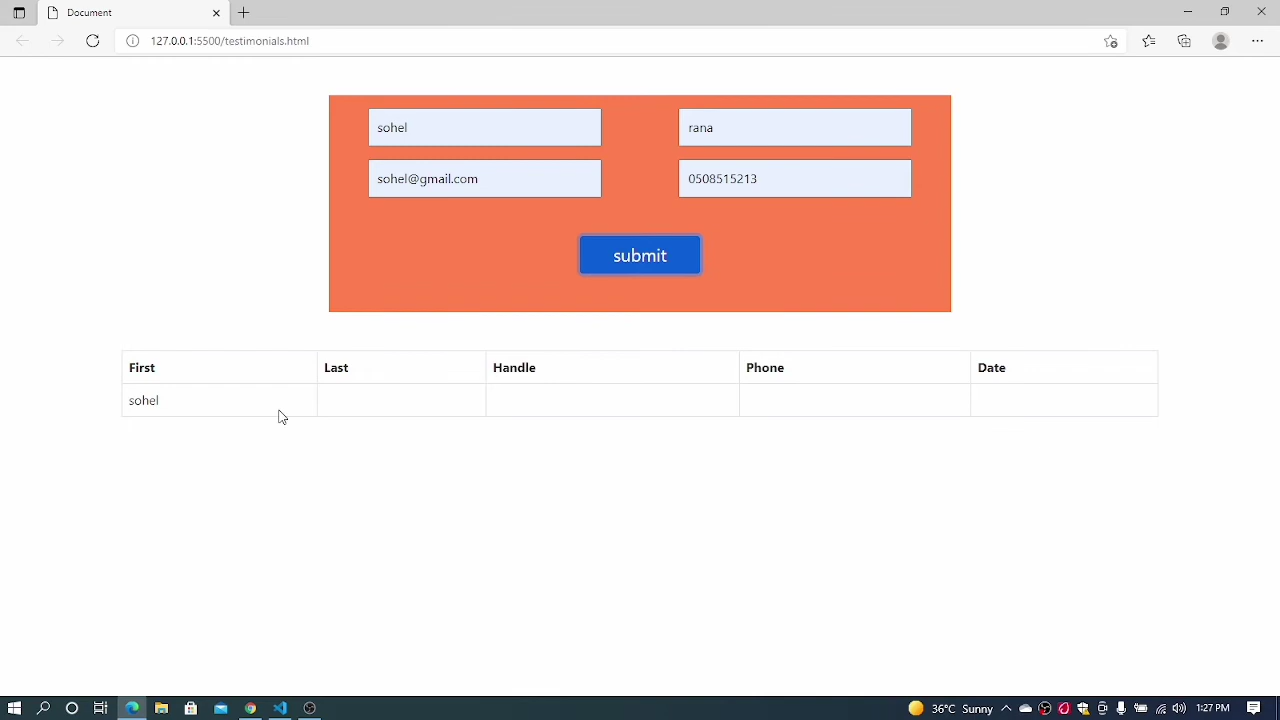 Document
127.0.0.1:5500/testimonials.html
sohel rana
sohel@gmail.com 0508515213
submit
First Last Handle Phone Date
sohel
36°C Sunny 1:27 PM